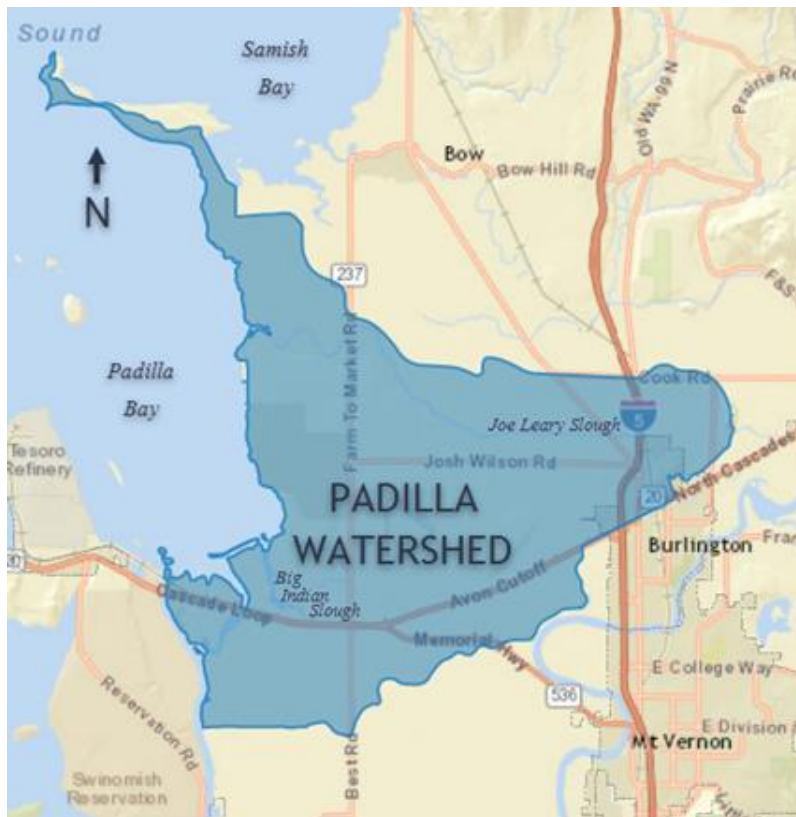 Sound
Samish
Bay
N
Bow
Bow Hill Rd
Old WA-99 N
Prairie Rd
237
F&S
Padilla
Bay
Farm To Market Rd
Cook Rd
Joe Leary Slough
5
Tesoro
Refinery
Josh Wilson Rd
North Cascades
20
PADILLA
WATERSHED
Burlington
Fran
Big
Indian
Slough
Avon Cutoff
Cascade Loop
Memorial Hwy
E College Way
536
Reservation Rd
E Division
Mt Vernon
Best Rd
Swinomish
Reservation